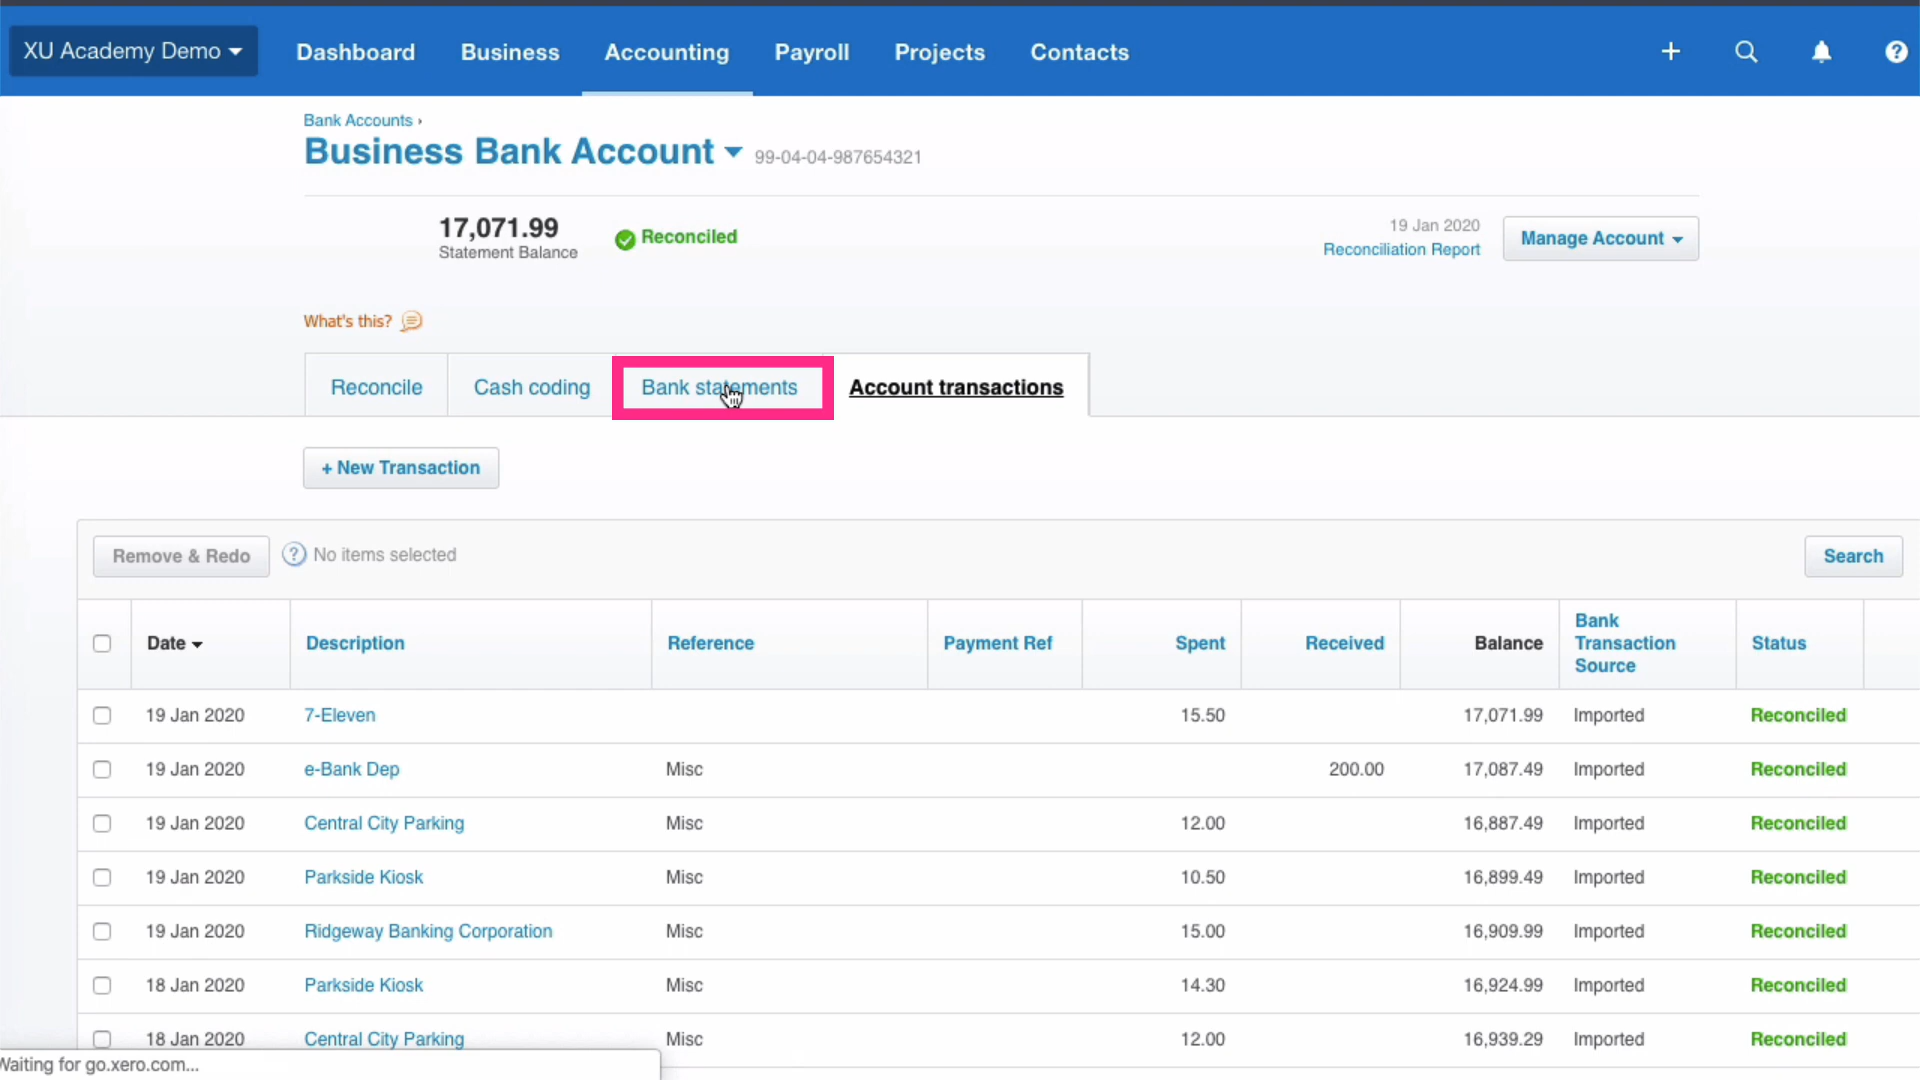 XU Academy Demo
Dashboard
Business
Accounting
Payroll
Projects
Contacts
Bank Accounts ›
Business Bank Account
99-04-04-987654321
17,071.99
Statement Balance
Reconciled
19 Jan 2020
Reconciliation Report
Manage Account
What's this?
Reconcile
Cash coding
Bank statements
Account transactions
+ New Transaction
Remove & Redo
? No items selected
Search
Date Description Reference Payment Ref Spent Received Balance Bank Transaction Source Status
19 Jan 2020 7-Eleven 15.50 17,071.99 Imported Reconciled
19 Jan 2020 e-Bank Dep Misc 200.00 17,087.49 Imported Reconciled
19 Jan 2020 Central City Parking Misc 12.00 16,887.49 Imported Reconciled
19 Jan 2020 Parkside Kiosk Misc 10.50 16,899.49 Imported Reconciled
19 Jan 2020 Ridgeway Banking Corporation Misc 15.00 16,909.99 Imported Reconciled
18 Jan 2020 Parkside Kiosk Misc 14.30 16,924.99 Imported Reconciled
18 Jan 2020 Central City Parking Misc 12.00 16,939.29 Imported Reconciled
Waiting for go.xero.com...